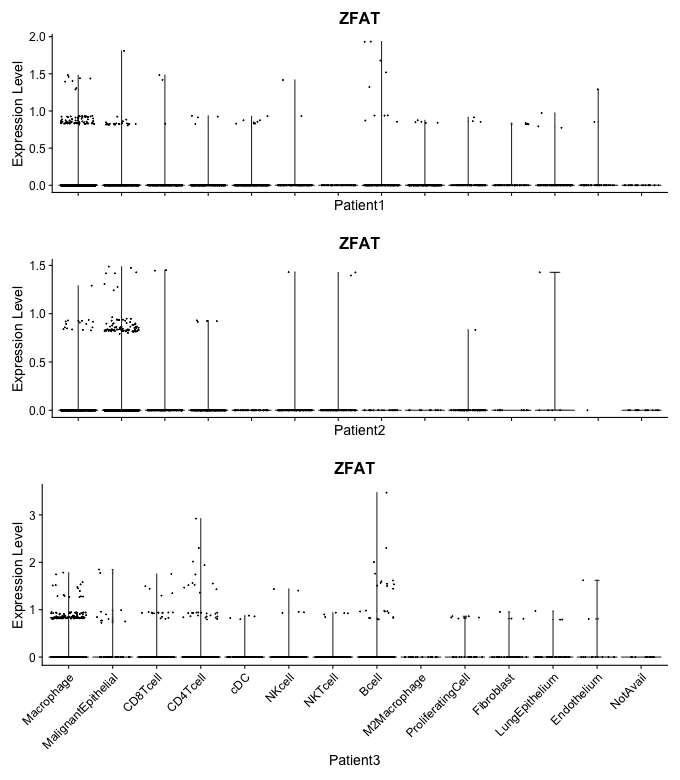 ZFAT
Expression Level
2.0
1.5
1.0
0.5
0.0
Patient1
ZFAT
Expression Level
1.5
1.0
0.5
0.0
Patient2
ZFAT
Expression Level
3
2
1
0
Macrophage
MalignantEpithelial
CD8Tcell
CD4Tcell
cDC
NKcell
NKTcell
Bcell
M2Macrophage
ProliferatingCell
Fibroblast
LungEpithelium
Endothelium
NotAvail
Patient3